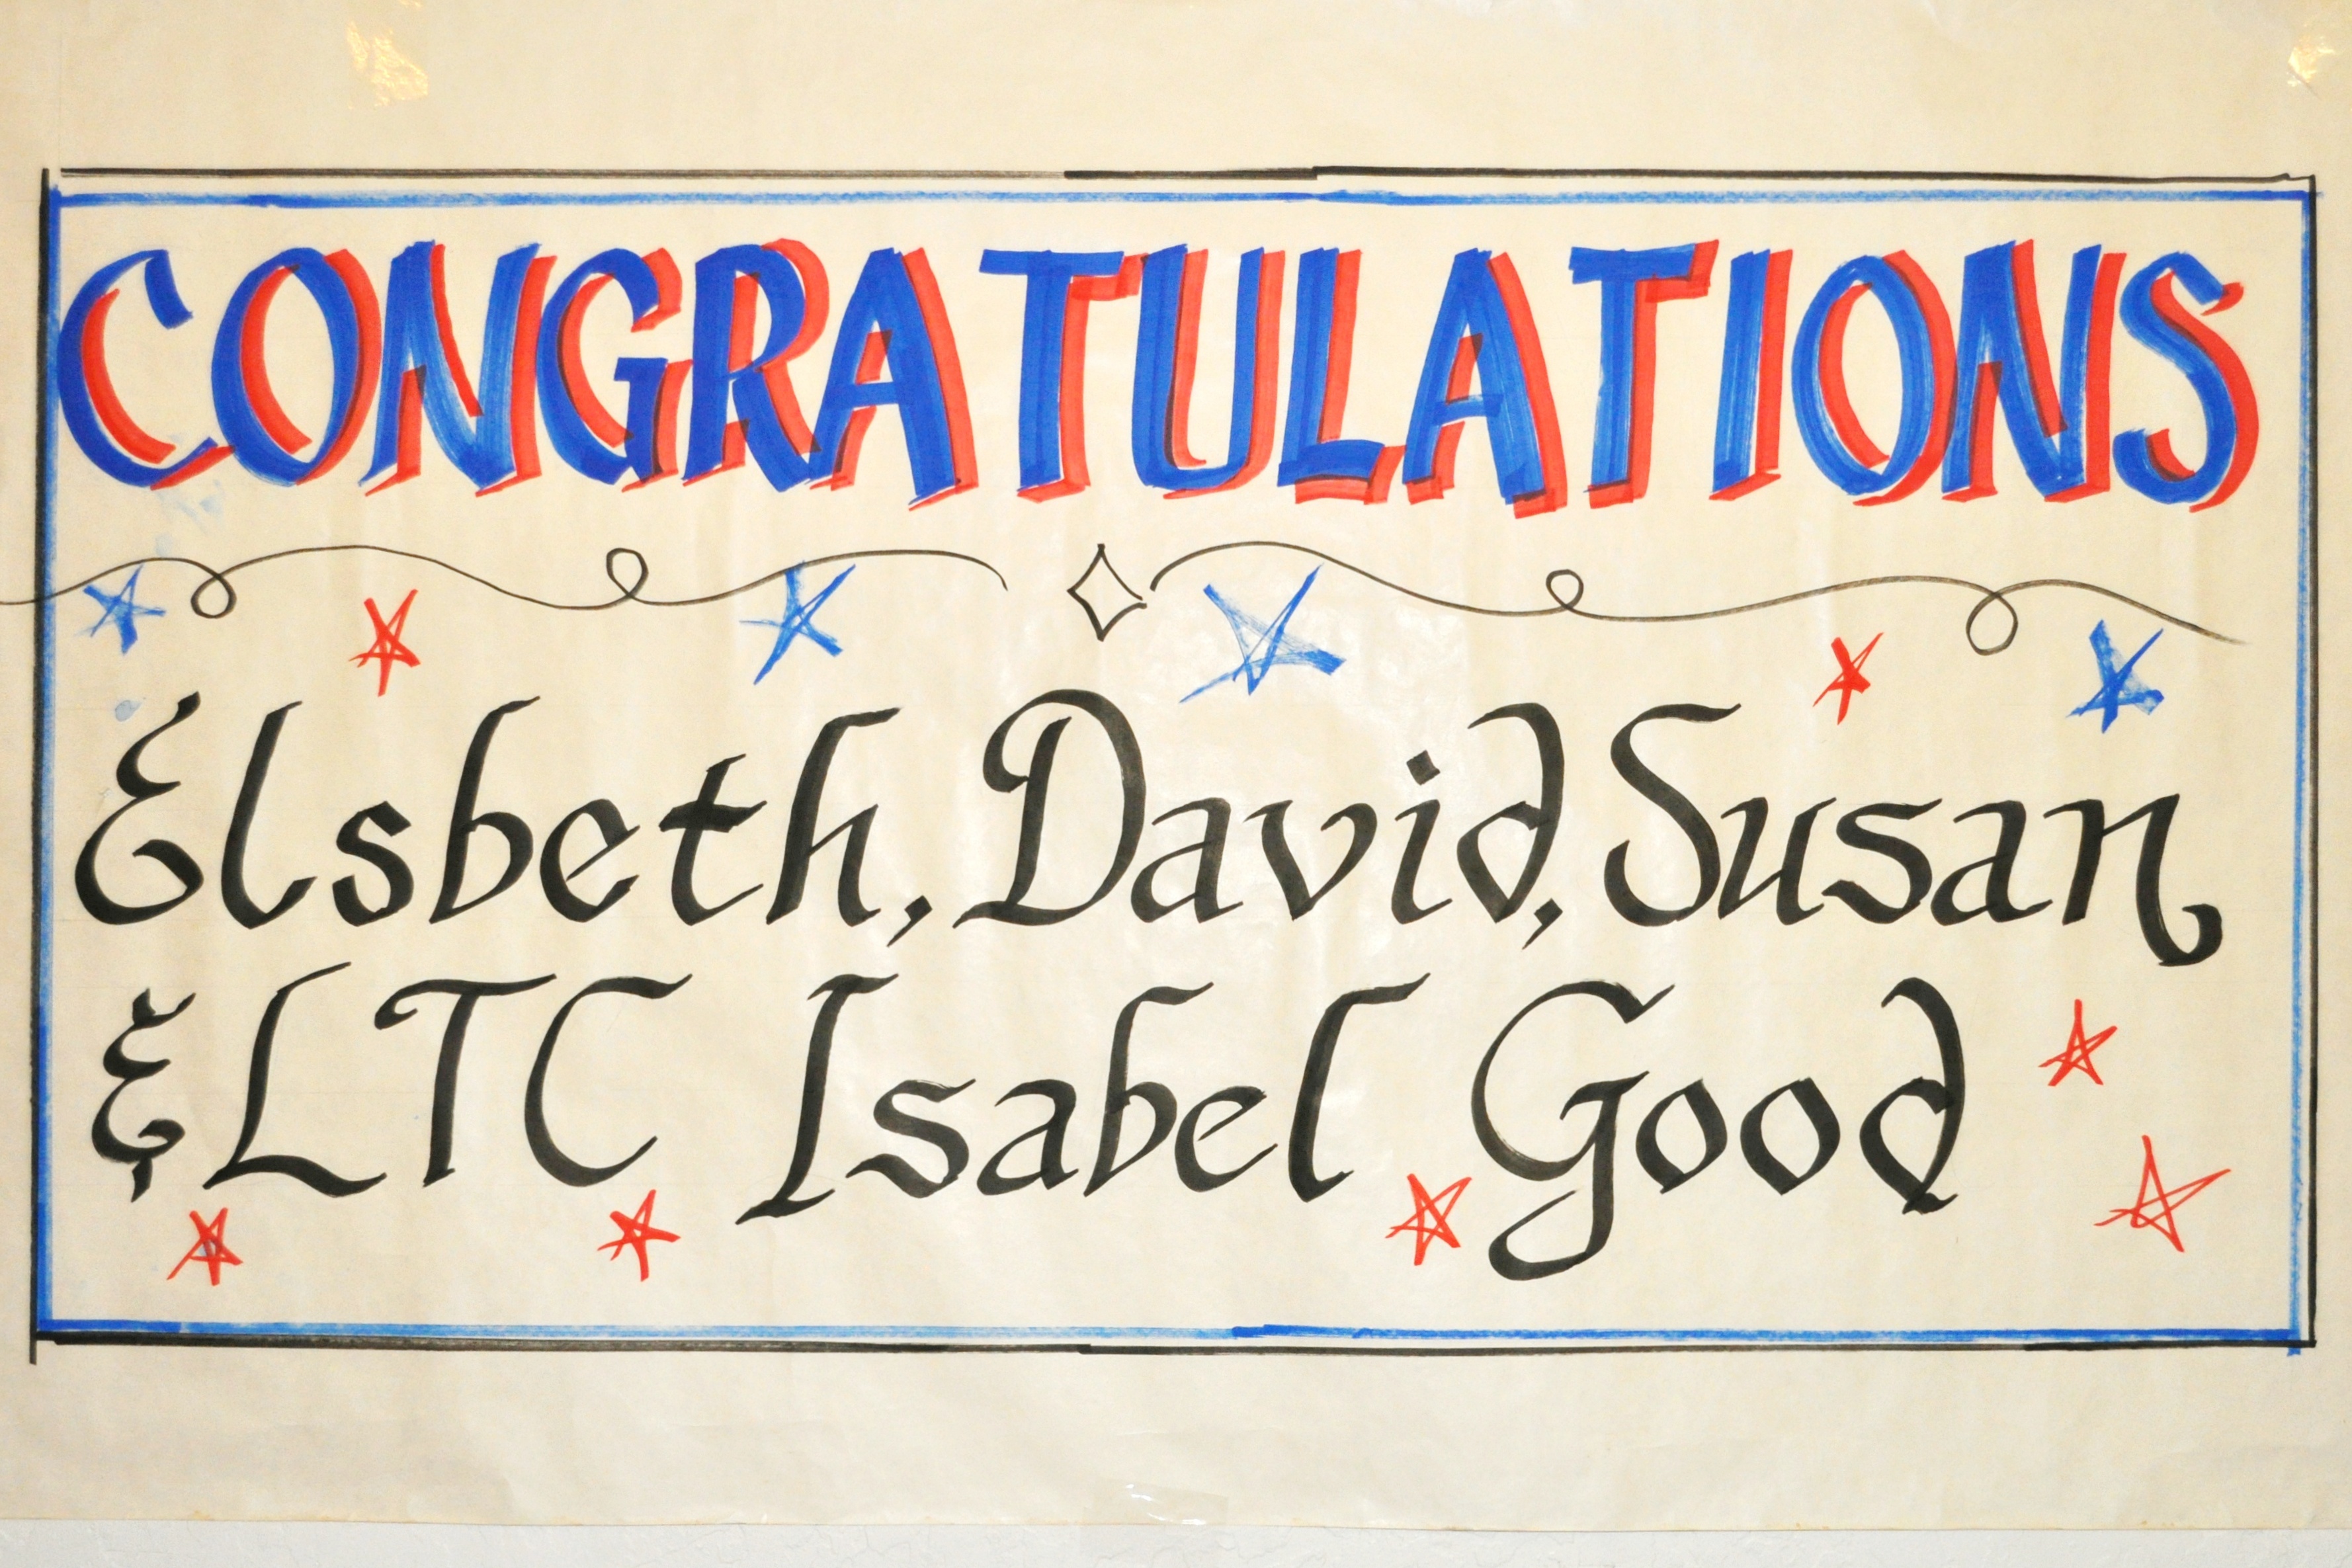 CONGRATULATIONS
Elsbeth, David, Susan
& LTC Isabel Good